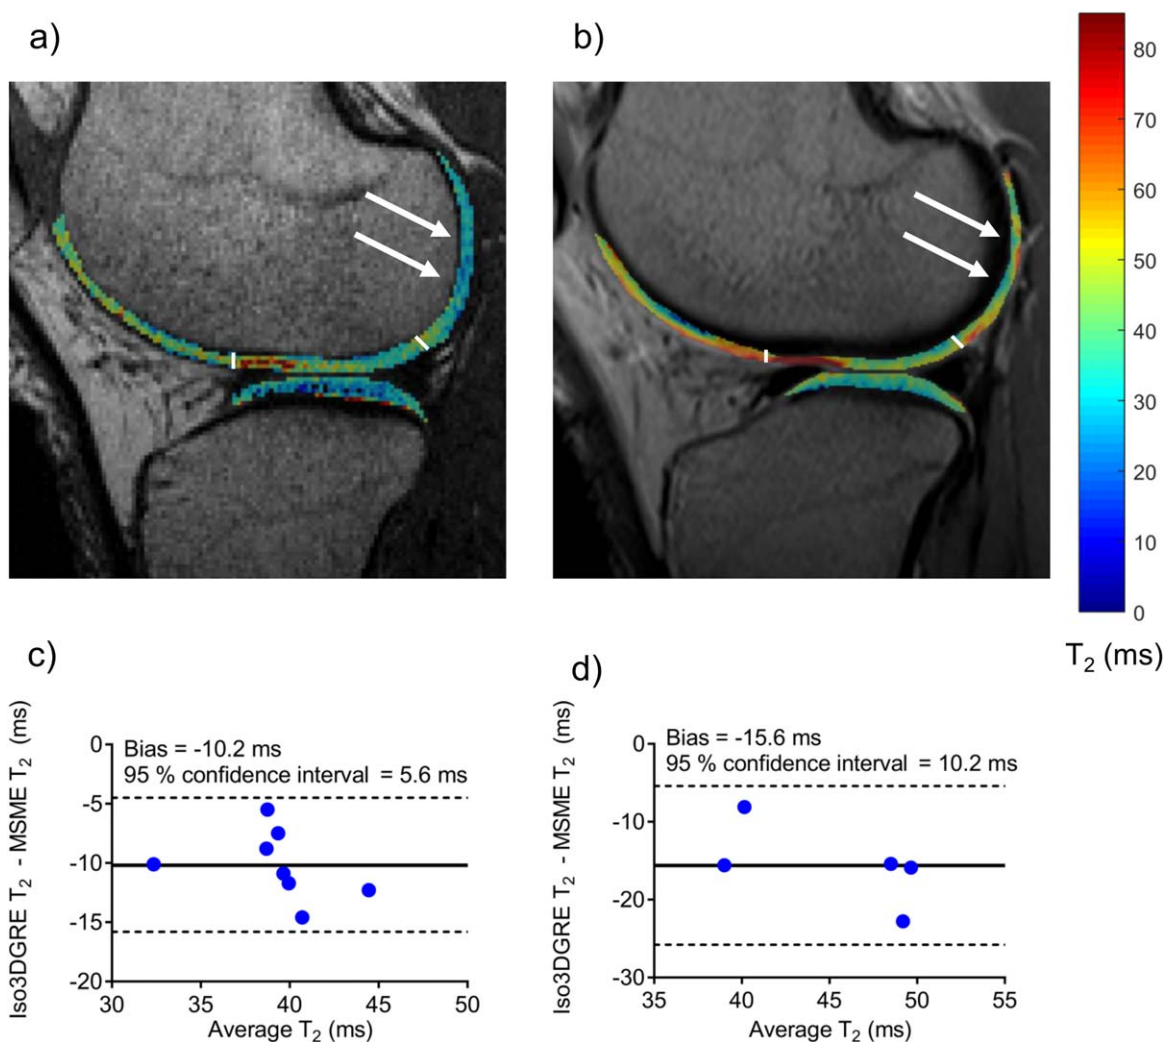 a)
b)
80
70
60
50
40
30
20
10
0
T₂ (ms)
c)
d)
Iso3DGRE T₂ - MSME T₂ (ms)
Bias = -10.2 ms
95 % confidence interval = 5.6 ms
0
-5
-10
-15
-20
30
35
40
45
50
Average T₂ (ms)
Iso3DGRE T₂ - MSME T₂ (ms)
Bias = -15.6 ms
95 % confidence interval = 10.2 ms
0
-10
-20
-30
35
40
45
50
55
Average T₂ (ms)